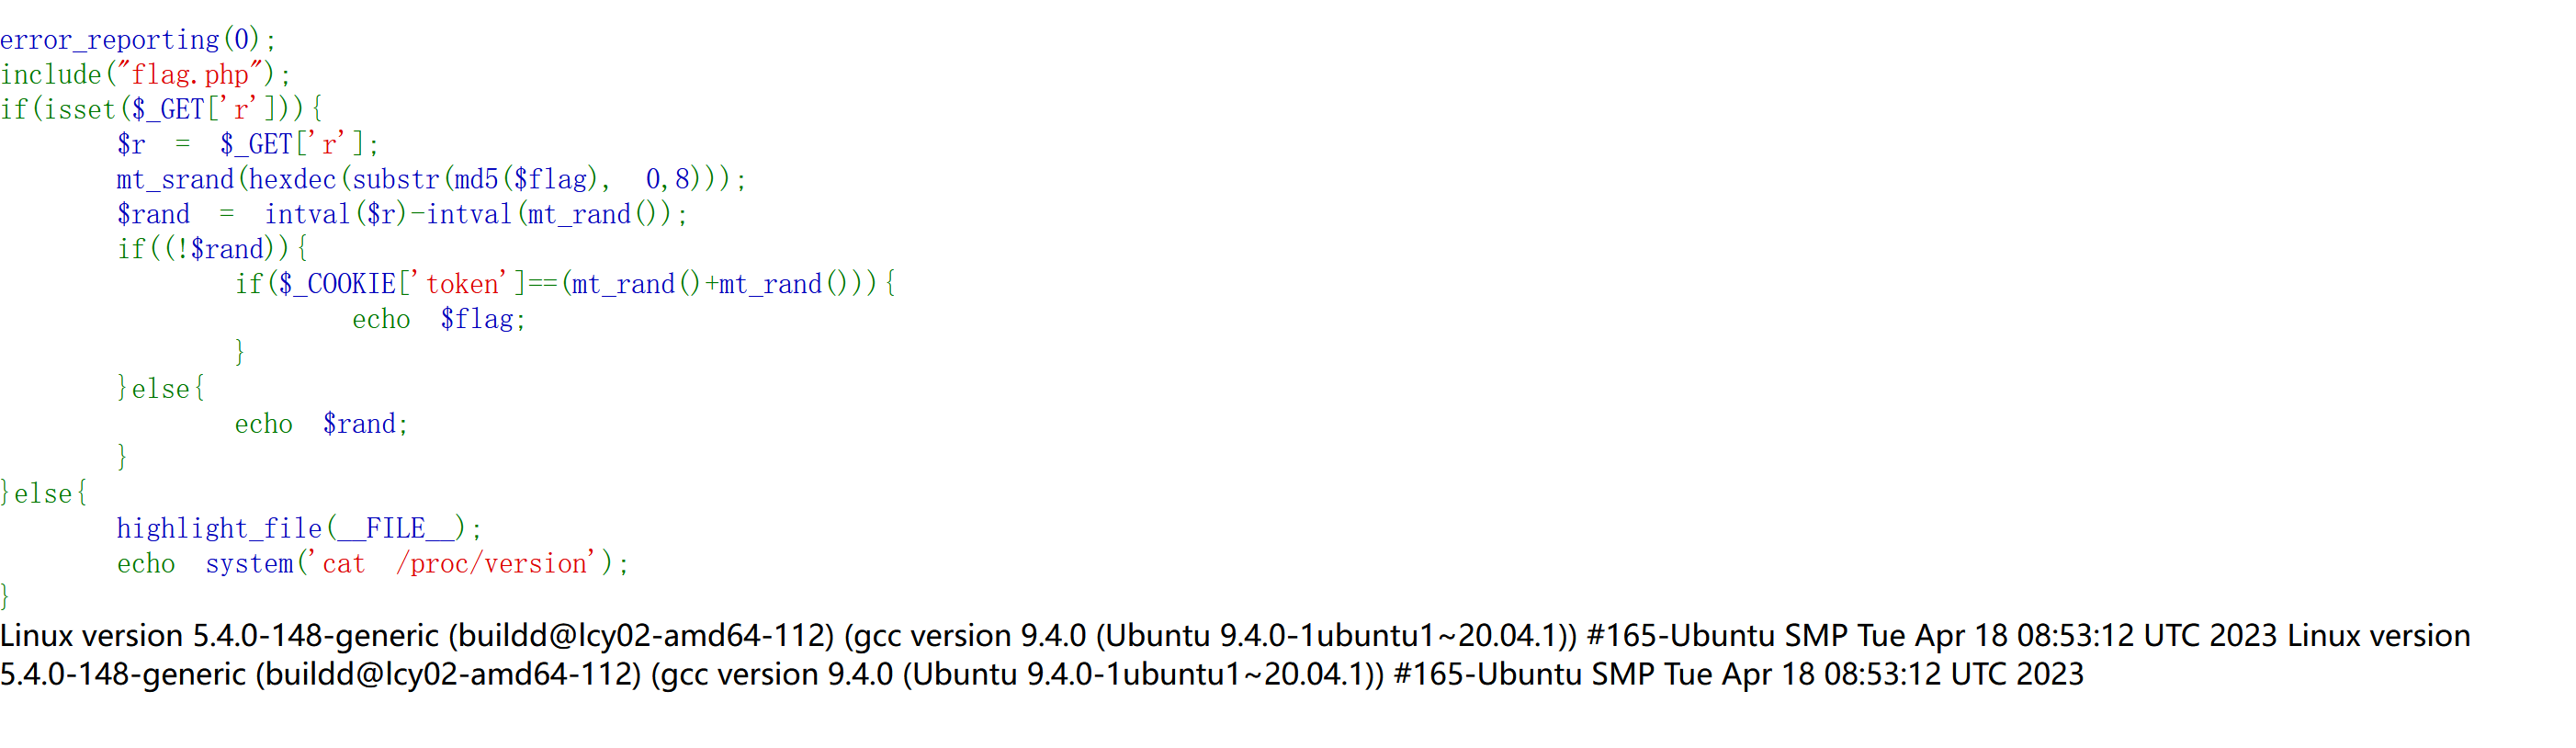 error_reporting(0);
include("flag.php");
if(isset($_GET['r'])){
        $r  =  $_GET['r'];
        mt_srand(hexdec(substr(md5($flag),  0,8)));
        $rand  =  intval($r)-intval(mt_rand());
        if((!$rand)){
                if($_COOKIE['token']==(mt_rand()+mt_rand())){
                        echo  $flag;
                }
        }else{
                echo  $rand;
        }
}else{
        highlight_file(__FILE__);
        echo  system('cat  /proc/version');
}
Linux version 5.4.0-148-generic (buildd@lcy02-amd64-112) (gcc version 9.4.0 (Ubuntu 9.4.0-1ubuntu1~20.04.1)) #165-Ubuntu SMP Tue Apr 18 08:53:12 UTC 2023 Linux version
5.4.0-148-generic (buildd@lcy02-amd64-112) (gcc version 9.4.0 (Ubuntu 9.4.0-1ubuntu1~20.04.1)) #165-Ubuntu SMP Tue Apr 18 08:53:12 UTC 2023